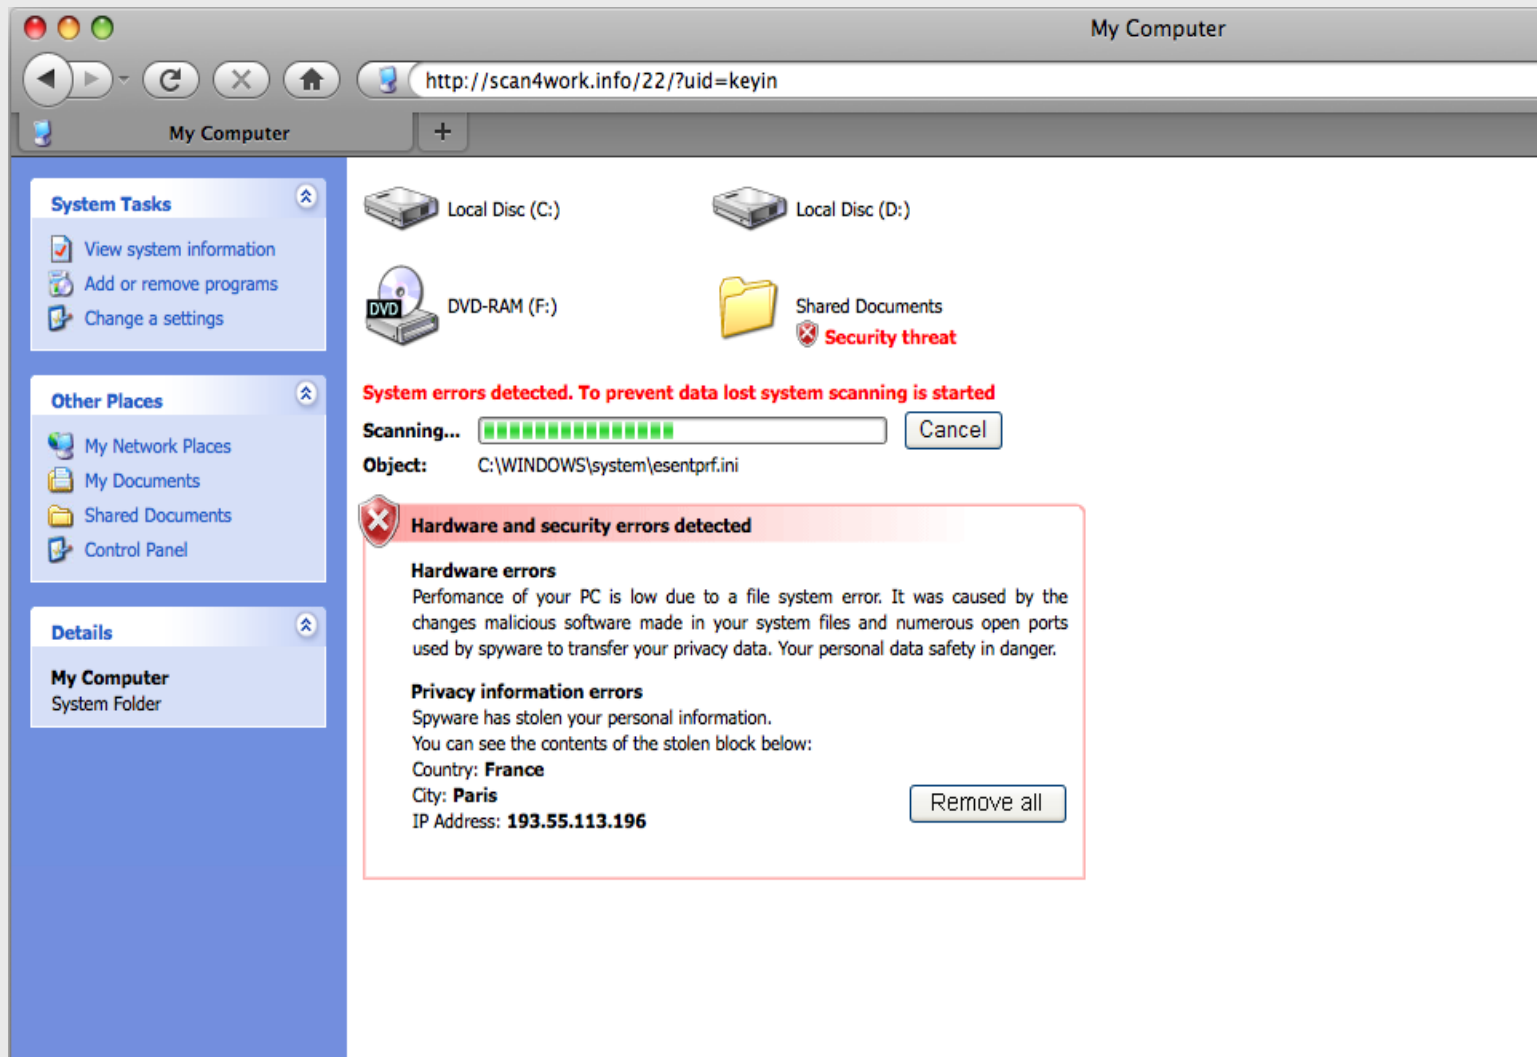 My Computer
http://scan4work.info/22/?uid=keyin
My Computer
+
System Tasks
View system information
Add or remove programs
Change a settings
Other Places
My Network Places
My Documents
Shared Documents
Control Panel
Details
My Computer
System Folder
Local Disc (C:)
Local Disc (D:)
DVD
DVD-RAM (F:)
Shared Documents
Security threat
System errors detected. To prevent data lost system scanning is started
Scanning...
Cancel
Object: C:\WINDOWS\system\esentprf.ini
Hardware and security errors detected
Hardware errors
Perfomance of your PC is low due to a file system error. It was caused by the
changes malicious software made in your system files and numerous open ports
used by spyware to transfer your privacy data. Your personal data safety in danger.
Privacy information errors
Spyware has stolen your personal information.
You can see the contents of the stolen block below:
Country: France
City: Paris
IP Address: 193.55.113.196
Remove all